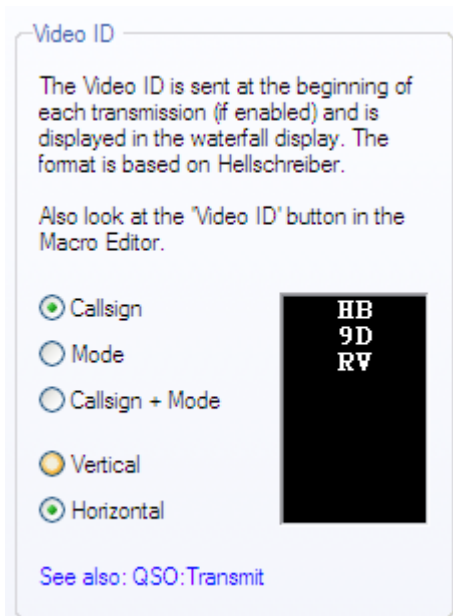 Video ID
The Video ID is sent at the beginning of
each transmission (if enabled) and is
displayed in the waterfall display. The
format is based on Hellschreiber.
Also look at the 'Video ID' button in the
Macro Editor.
Callsign
Mode
Callsign + Mode
Vertical
Horizontal
HB
9D
RV
See also: QSO:Transmit